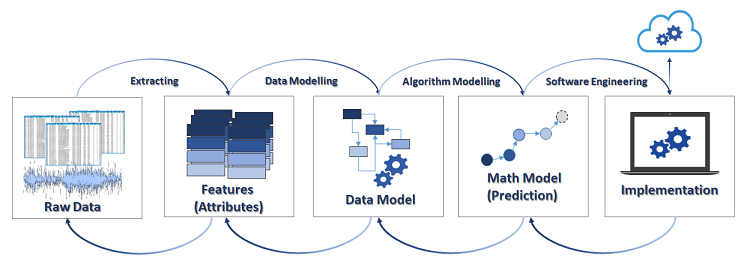 Extracting
Data Modelling
Algorithm Modelling
Software Engineering
Raw Data
Features
(Attributes)
Data Model
Math Model
(Prediction)
Implementation